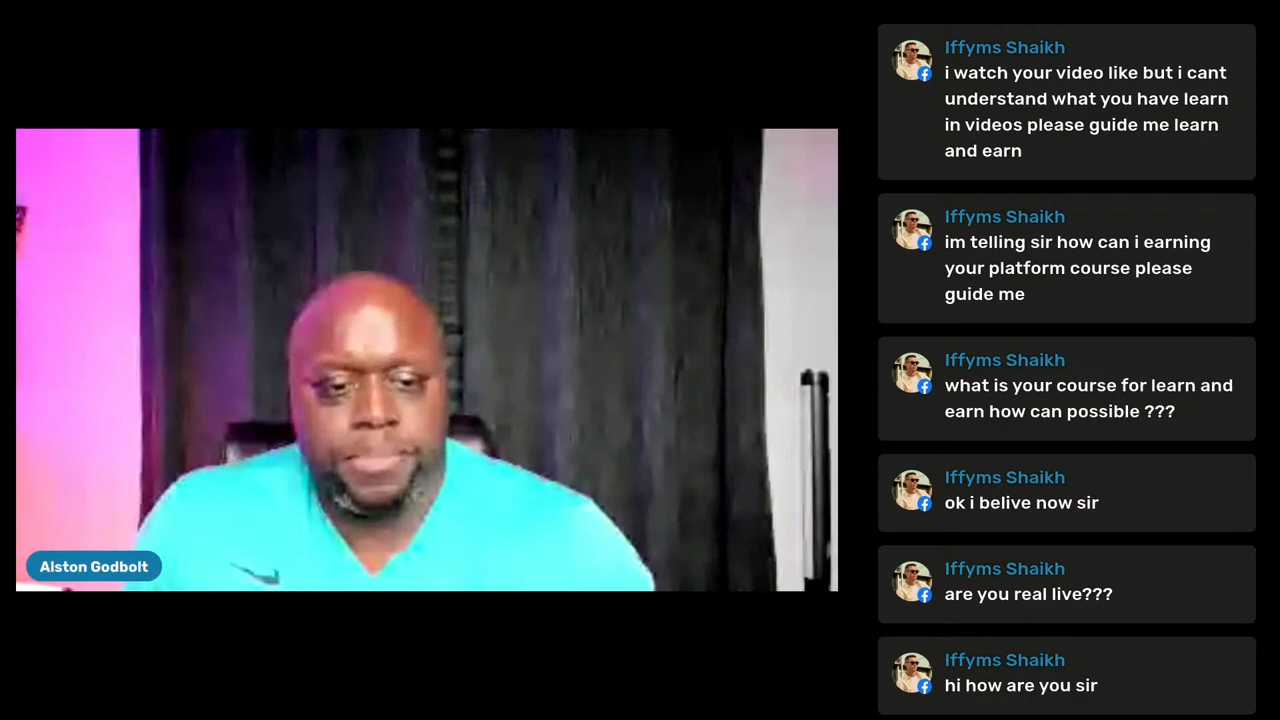 Alston Godbolt
Iffyms Shaikh
i watch your video like but i cant
understand what you have learn
in videos please guide me learn
and earn
Iffyms Shaikh
im telling sir how can i earning
your platform course please
guide me
Iffyms Shaikh
what is your course for learn and
earn how can possible ???
Iffyms Shaikh
ok i belive now sir
Iffyms Shaikh
are you real live???
Iffyms Shaikh
hi how are you sir